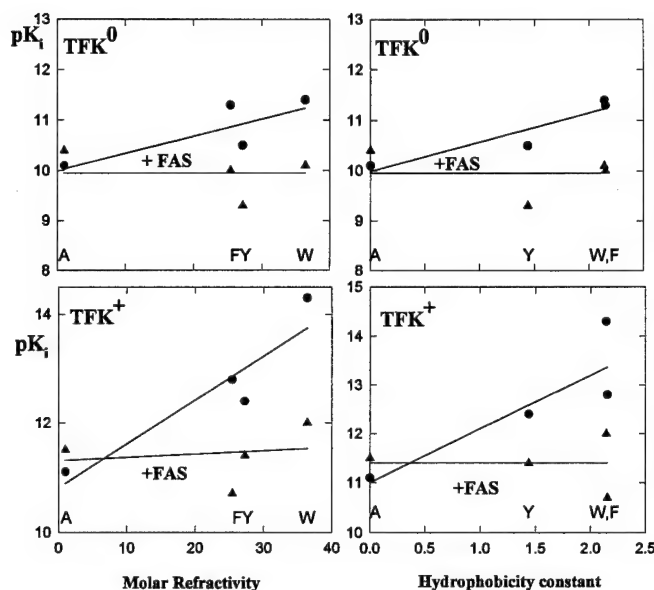 pKi TFK0 TFK0
13 13
12 12
11 11
10 + FAS 10 +FAS
9 9
A FY W A Y W,F
8 8
14 TFK+ 15 TFK+
pKi 14
13
12 12
+FAS 11 +FAS
A FY W A Y W,F
10 10
0 10 20 30 40 0.0 0.5 1.0 1.5 2.0 2.5
Molar Refractivity Hydrophobicity constant